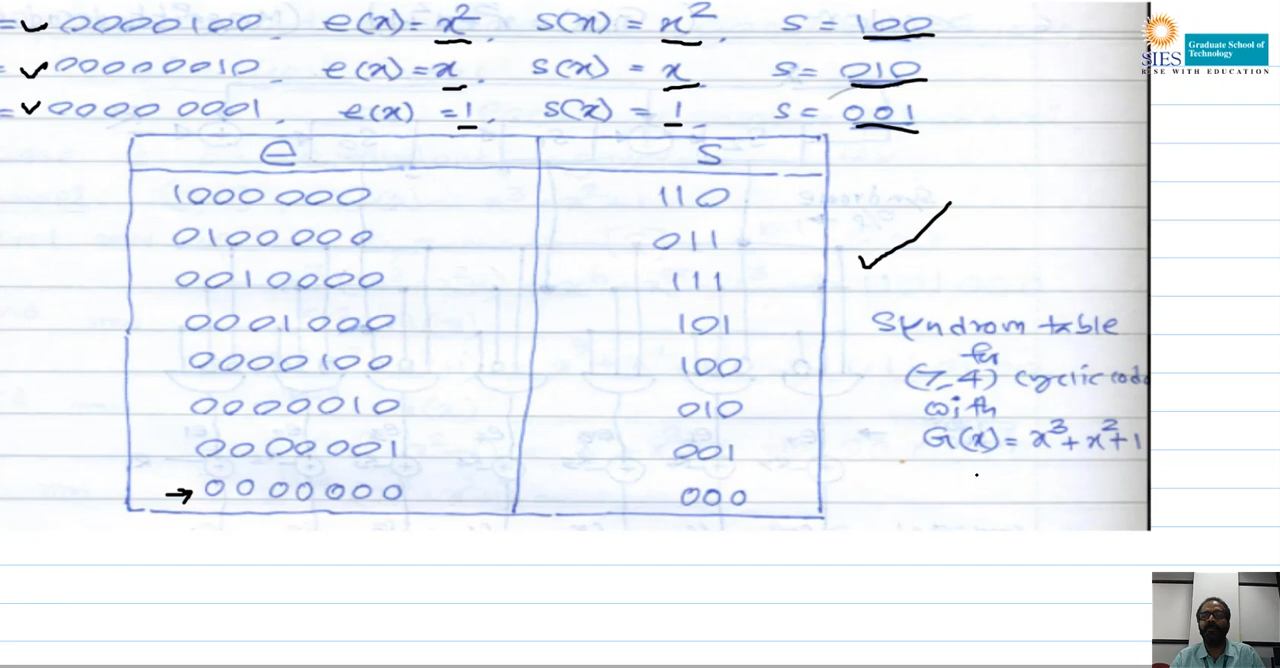 = ✓ 0000100, e(x) = x², s(x) = x², s = 100
= ✓ 00000010, e(x) = x, s(x) = x, s = 010
= ✓ 00000 0001, e(x) = 1, s(x) = 1, s = 001
e s
1000000 110
0100000 011
0010000 111
0001000 101
0000100 100
0000010 010
0000001 001
→ 0000000 000
Syndrom table
for
(7,4) cyclic code
with
G(x) = x³+x²+1
SIES Graduate School of Technology
RISE WITH EDUCATION